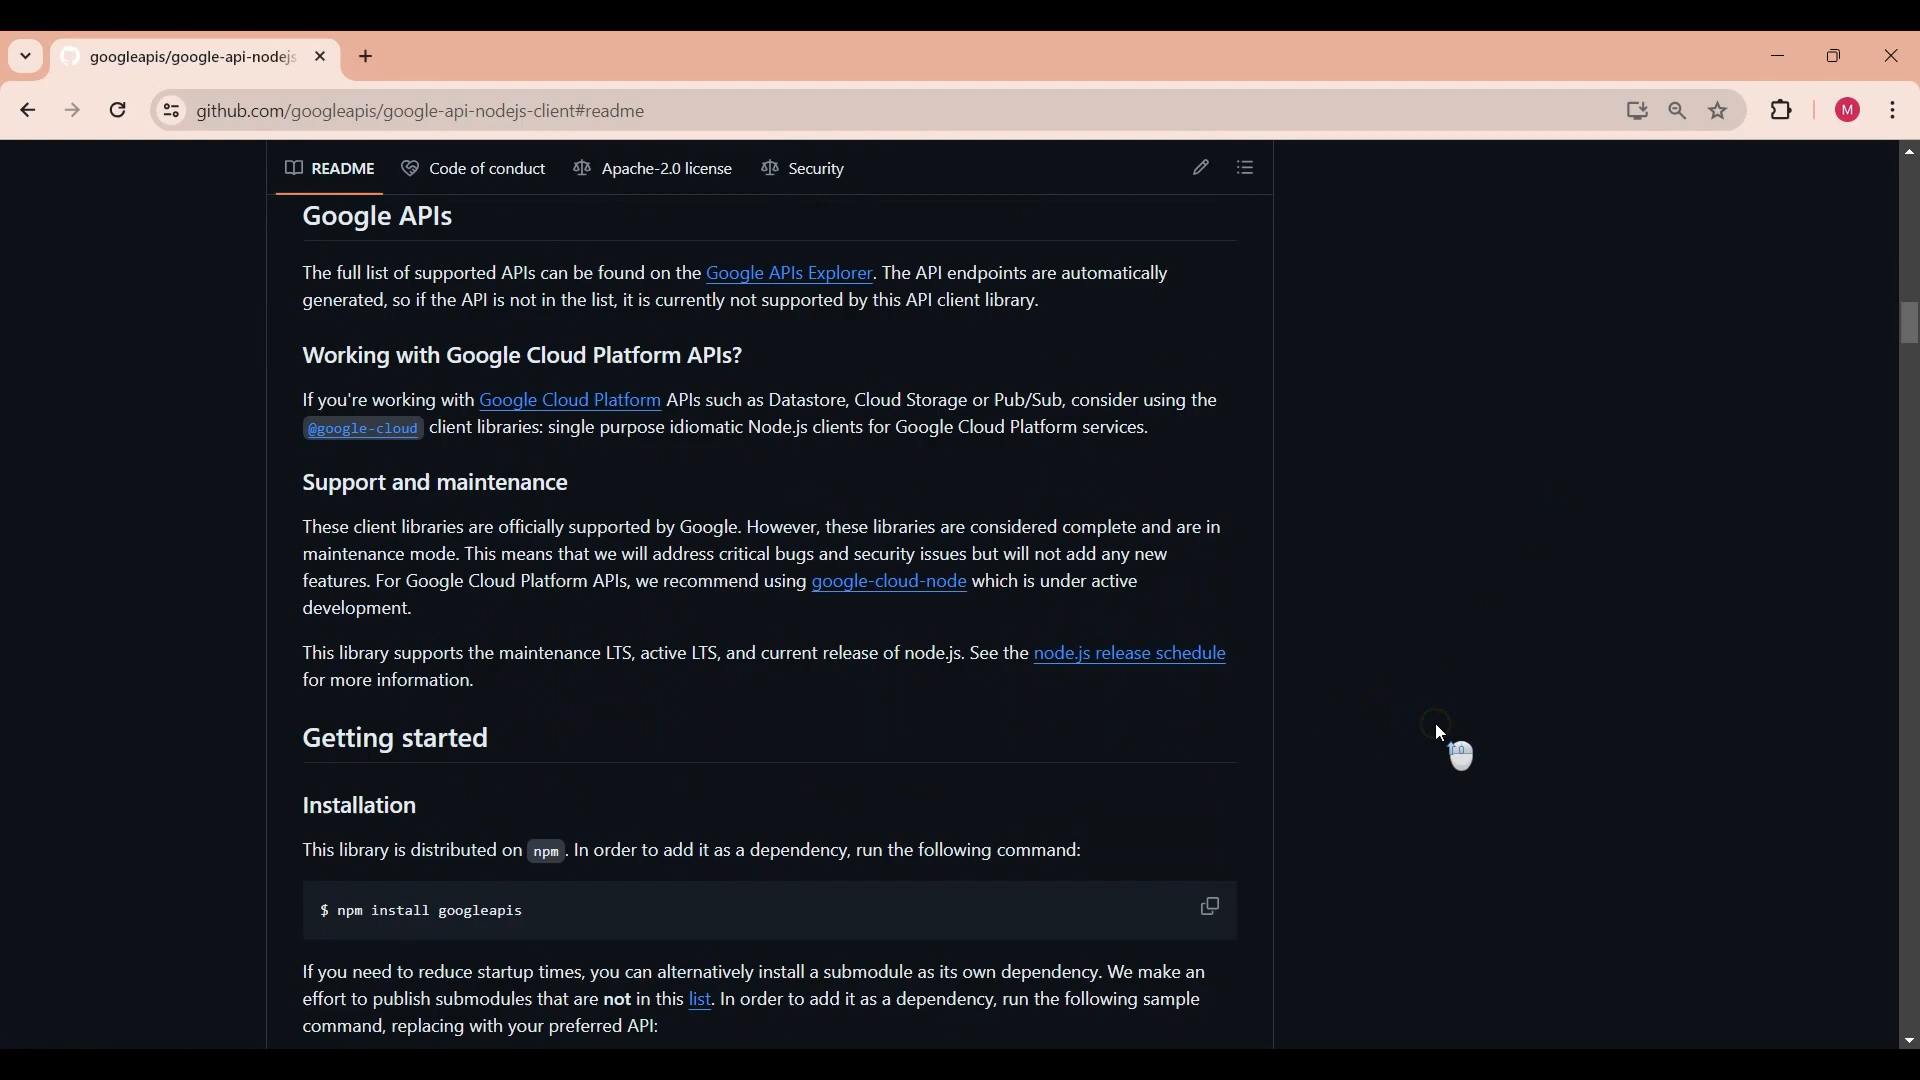 googleapis/google-api-nodejs
github.com/googleapis/google-api-nodejs-client#readme
M
README
Code of conduct
Apache-2.0 license
Security
Google APIs
The full list of supported APIs can be found on the Google APIs Explorer. The API endpoints are automatically
generated, so if the API is not in the list, it is currently not supported by this API client library.
Working with Google Cloud Platform APIs?
If you're working with Google Cloud Platform APIs such as Datastore, Cloud Storage or Pub/Sub, consider using the
@google-cloud client libraries: single purpose idiomatic Node.js clients for Google Cloud Platform services.
Support and maintenance
These client libraries are officially supported by Google. However, these libraries are considered complete and are in
maintenance mode. This means that we will address critical bugs and security issues but will not add any new
features. For Google Cloud Platform APIs, we recommend using google-cloud-node which is under active
development.
This library supports the maintenance LTS, active LTS, and current release of node.js. See the node.js release schedule
for more information.
Getting started
Installation
This library is distributed on npm. In order to add it as a dependency, run the following command:
$ npm install googleapis
If you need to reduce startup times, you can alternatively install a submodule as its own dependency. We make an
effort to publish submodules that are not in this list. In order to add it as a dependency, run the following sample
command, replacing with your preferred API: